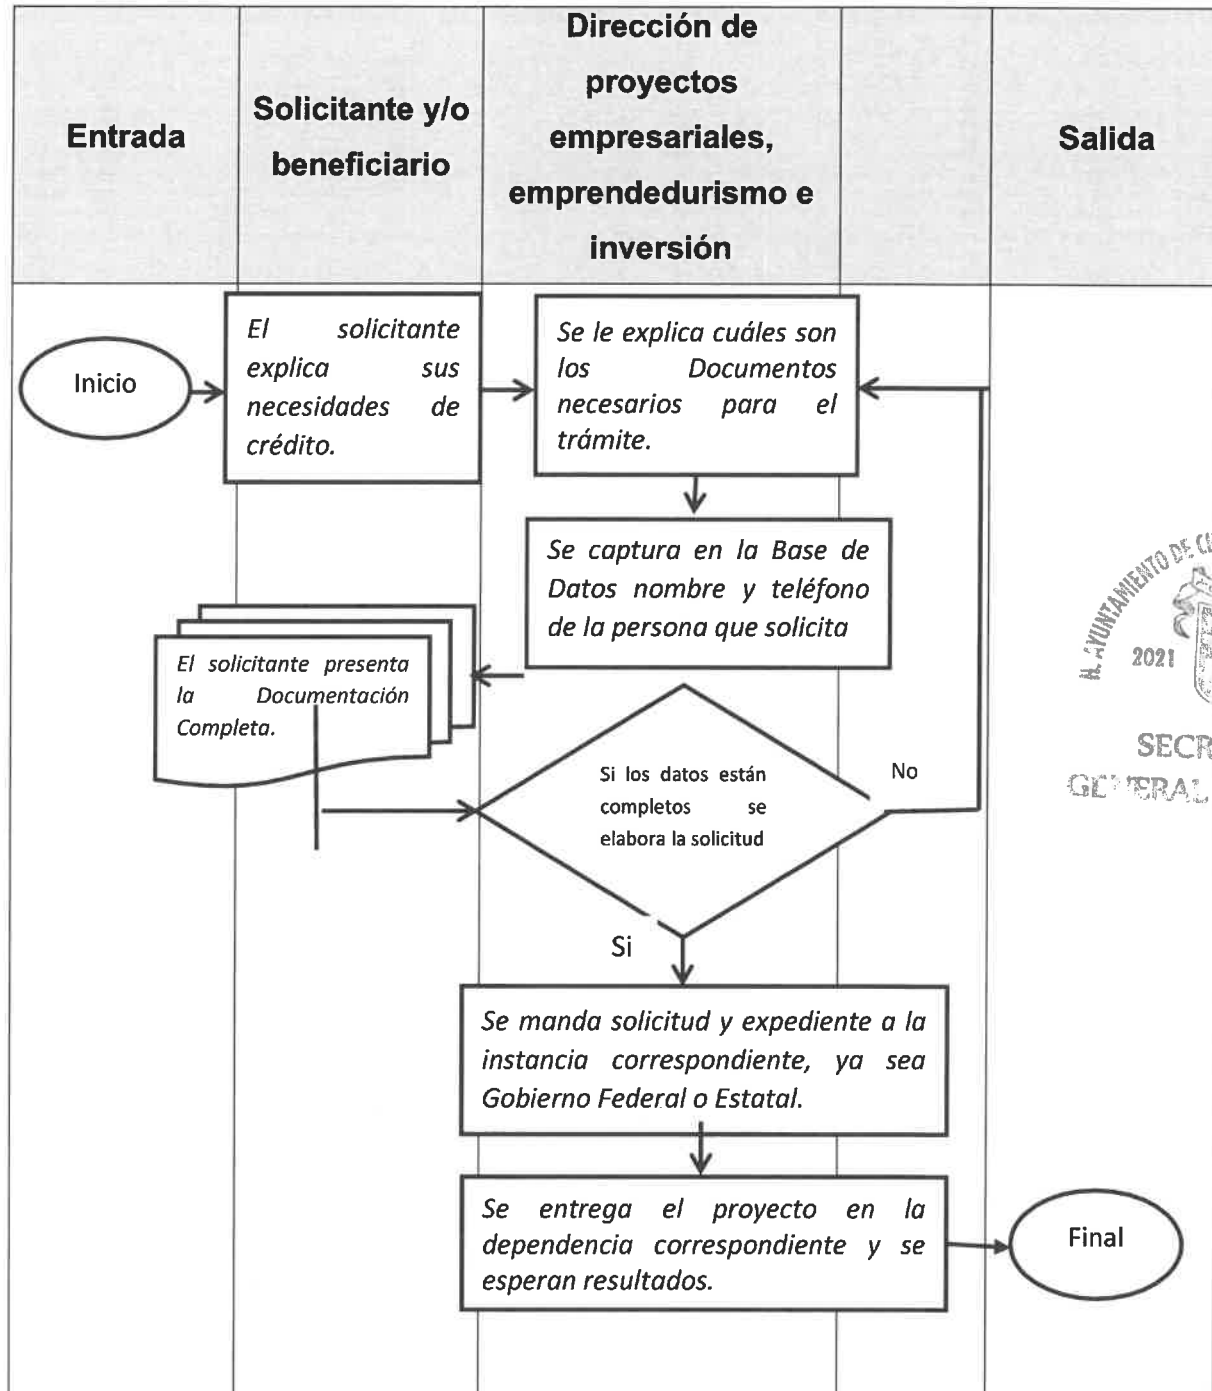 Entrada
Solicitante y/o
beneficiario
Dirección de
proyectos
empresariales,
emprendedurismo e
inversión
Salida
Inicio
El solicitante
explica sus
necesidades de
crédito.
Se le explica cuáles son
los Documentos
necesarios para el
trámite.
Se captura en la Base de
Datos nombre y teléfono
de la persona que solicita
El solicitante presenta
la Documentación
Completa.
Si los datos están
completos se
elabora la solicitud
No
Si
Se manda solicitud y expediente a la
instancia correspondiente, ya sea
Gobierno Federal o Estatal.
Se entrega el proyecto en la
dependencia correspondiente y se
esperan resultados.
Final
AYUNTAMIENTO DE
2021
SECR
GENERAL